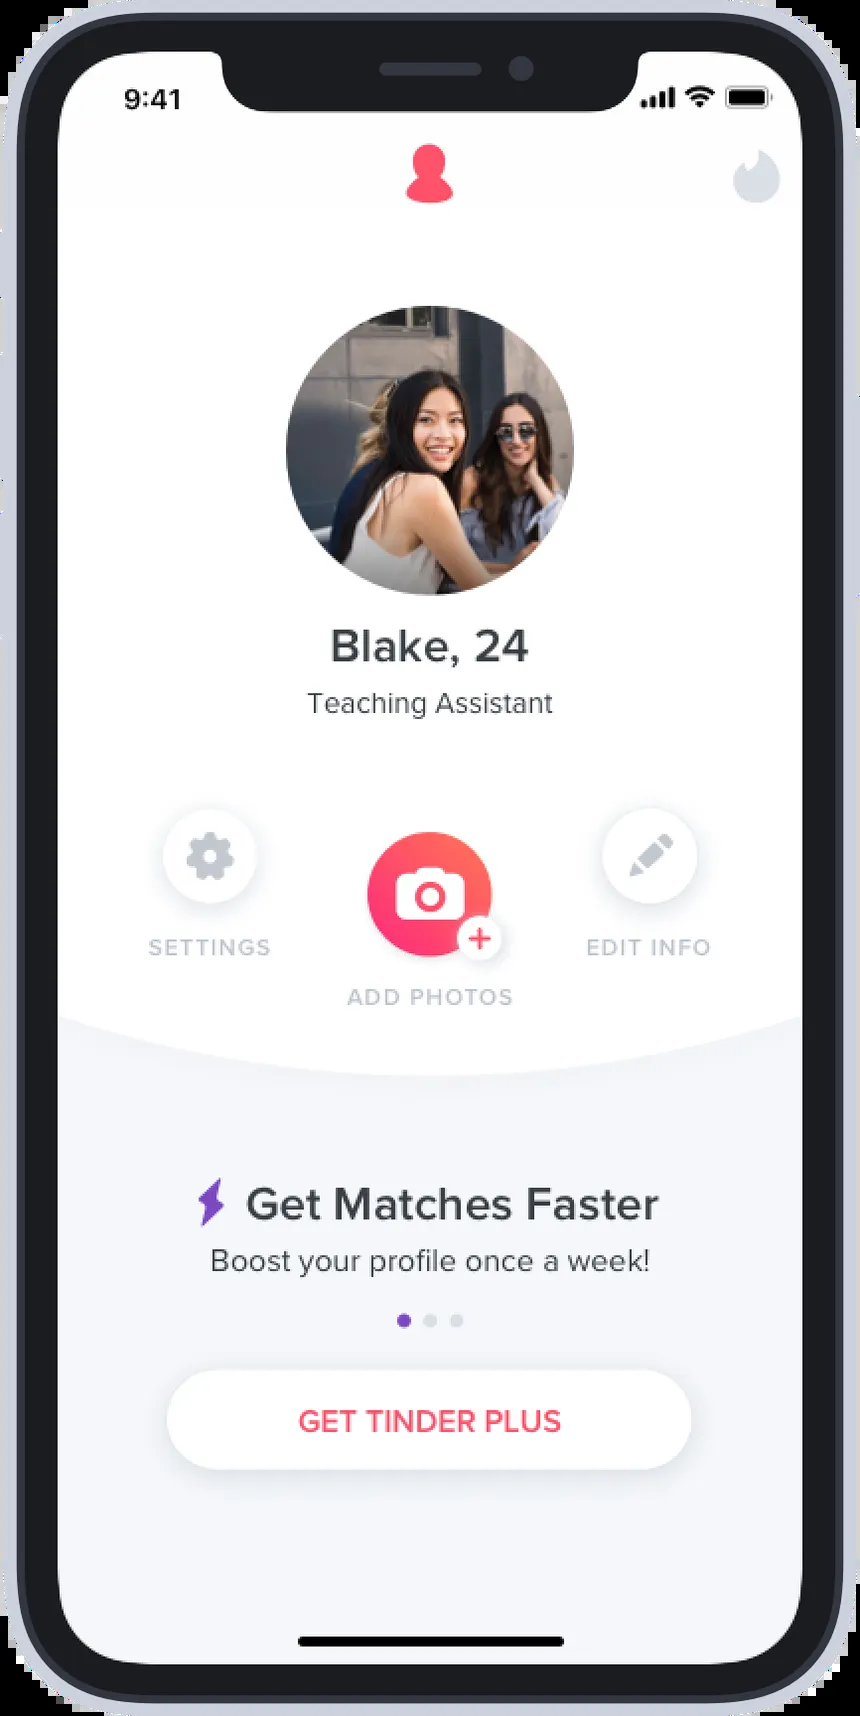 9:41
Blake, 24
Teaching Assistant
SETTINGS
EDIT INFO
ADD PHOTOS
Get Matches Faster
Boost your profile once a week!
GET TINDER PLUS